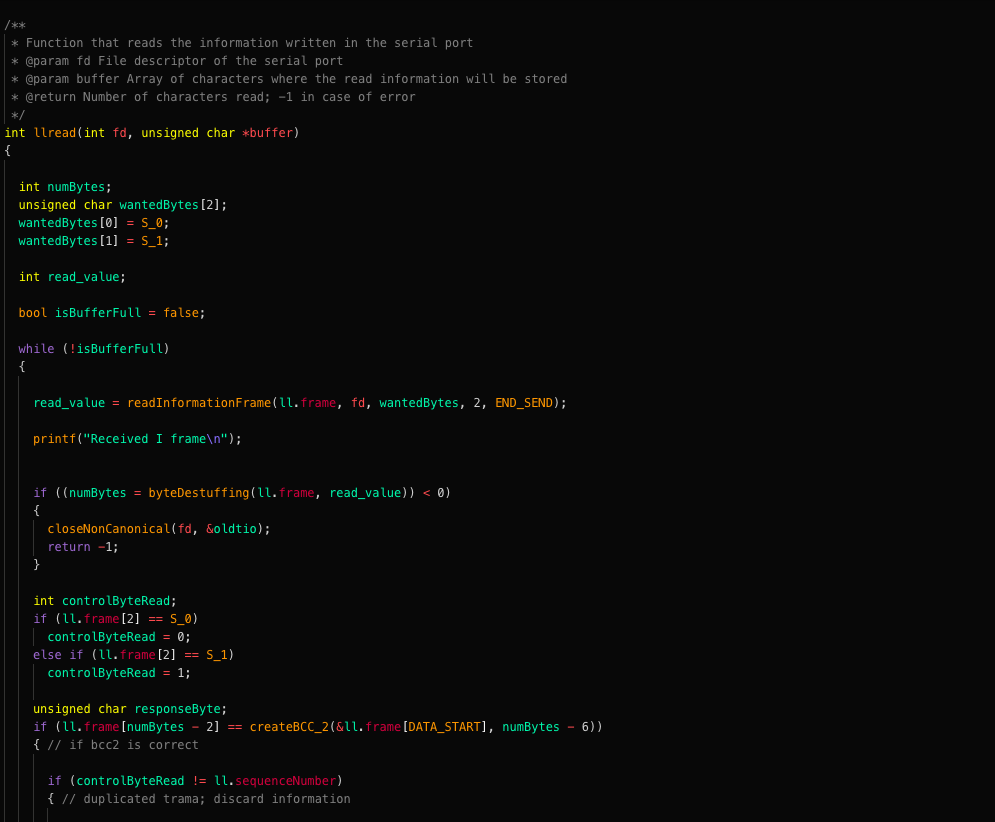 /**
 * Function that reads the information written in the serial port
 * @param fd File descriptor of the serial port
 * @param buffer Array of characters where the read information will be stored
 * @return Number of characters read; -1 in case of error
 */
int llread(int fd, unsigned char *buffer)
{
  int numBytes;
  unsigned char wantedBytes[2];
  wantedBytes[0] = S_0;
  wantedBytes[1] = S_1;
  int read_value;
  bool isBufferFull = false;
  while (!isBufferFull)
  {
    read_value = readInformationFrame(ll.frame, fd, wantedBytes, 2, END_SEND);
    printf("Received I frame\n");
    if ((numBytes = byteDestuffing(ll.frame, read_value)) < 0)
    {
      closeNonCanonical(fd, &oldtio);
      return -1;
    }
    int controlByteRead;
    if (ll.frame[2] == S_0)
      controlByteRead = 0;
    else if (ll.frame[2] == S_1)
      controlByteRead = 1;
    unsigned char responseByte;
    if (ll.frame[numBytes - 2] == createBCC_2(&ll.frame[DATA_START], numBytes - 6))
    { // if bcc2 is correct
      if (controlByteRead != ll.sequenceNumber)
      { // duplicated trama; discard information